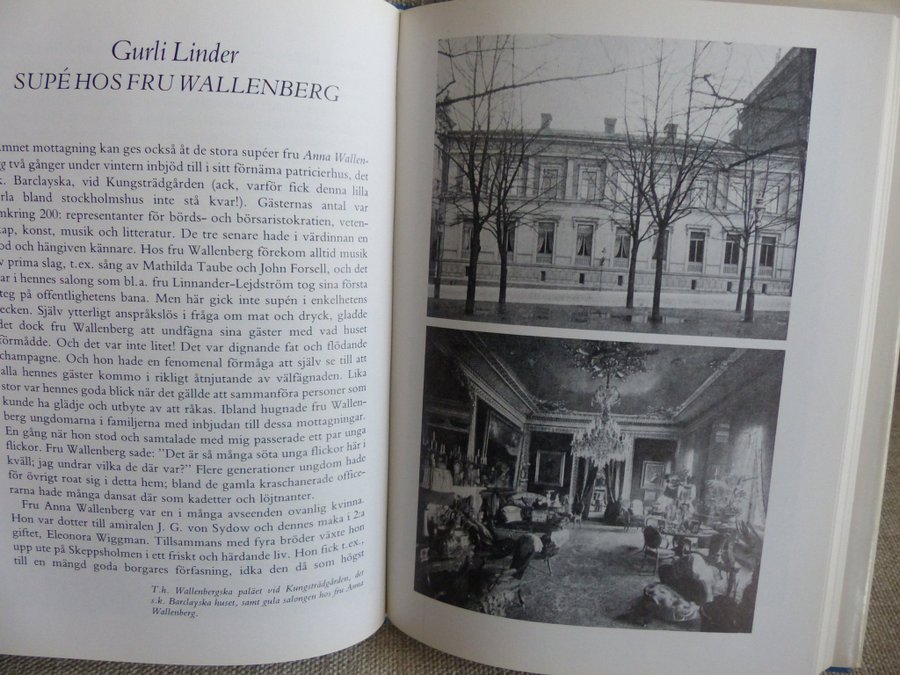 Gurli Linder
SUPÉ HOS FRU WALLENBERG
mnet mottagning kan ges också åt de stora supéer fru Anna Wallen-
g två gånger under vintern inbjöd till i sitt förnäma patricierhus, det
k. Barclayska, vid Kungsträdgården (ack, varför fick denna lilla
rla bland stockholmshus inte stå kvar!). Gästernas antal var
mkring 200: representanter för börds- och börsaristokratien, veten-
kap, konst, musik och litteratur. De tre senare hade i värdinnan en
od och hängiven kännare. Hos fru Wallenberg förekom alltid musik
v prima slag, t.ex. sång av Mathilda Taube och John Forsell, och det
ar i hennes salong som bl.a. fru Linnander-Lejdström tog sina första
teg på offentlighetens bana. Men här gick inte supén i enkelhetens
ecken. Själv ytterligt anspråkslös i fråga om mat och dryck, gladde
det dock fru Wallenberg att undfägna sina gäster med vad huset
förmådde. Och det var inte litet! Det var dignande fat och flödande
champagne. Och hon hade en fenomenal förmåga att själv se till att
alla hennes gäster kommo i rikligt åtnjutande av välfägnaden. Lika
stor var hennes goda blick när det gällde att sammanföra personer som
kunde ha glädje och utbyte av att råkas. Ibland hugnade fru Wallen-
berg ungdomarna i familjerna med inbjudan till dessa mottagningar.
En gång när hon stod och samtalade med mig passerade ett par unga
flickor. Fru Wallenberg sade: ”Det är så många söta unga flickor här i
kväll; jag undrar vilka de där var?” Flere generationer ungdom hade
för övrigt roat sig i detta hem; bland de gamla kraschanerade office-
rarna hade många dansat där som kadetter och löjtnanter.
Fru Anna Wallenberg var en i många avseenden ovanlig kvinna.
Hon var dotter till amiralen J. G. von Sydow och dennes maka i 2:a
giftet, Eleonora Wiggman. Tillsammans med fyra bröder växte hon
upp ute på Skeppsholmen i ett friskt och härdande liv. Hon fick t.ex.,
till en mängd goda borgares förfasning, idka den då som högst
T.h. Wallenbergska palatet vid Kungsträdgården, det
s.k. Barclayska huset, samt gula salongen hos fru Anna
Wallenberg.